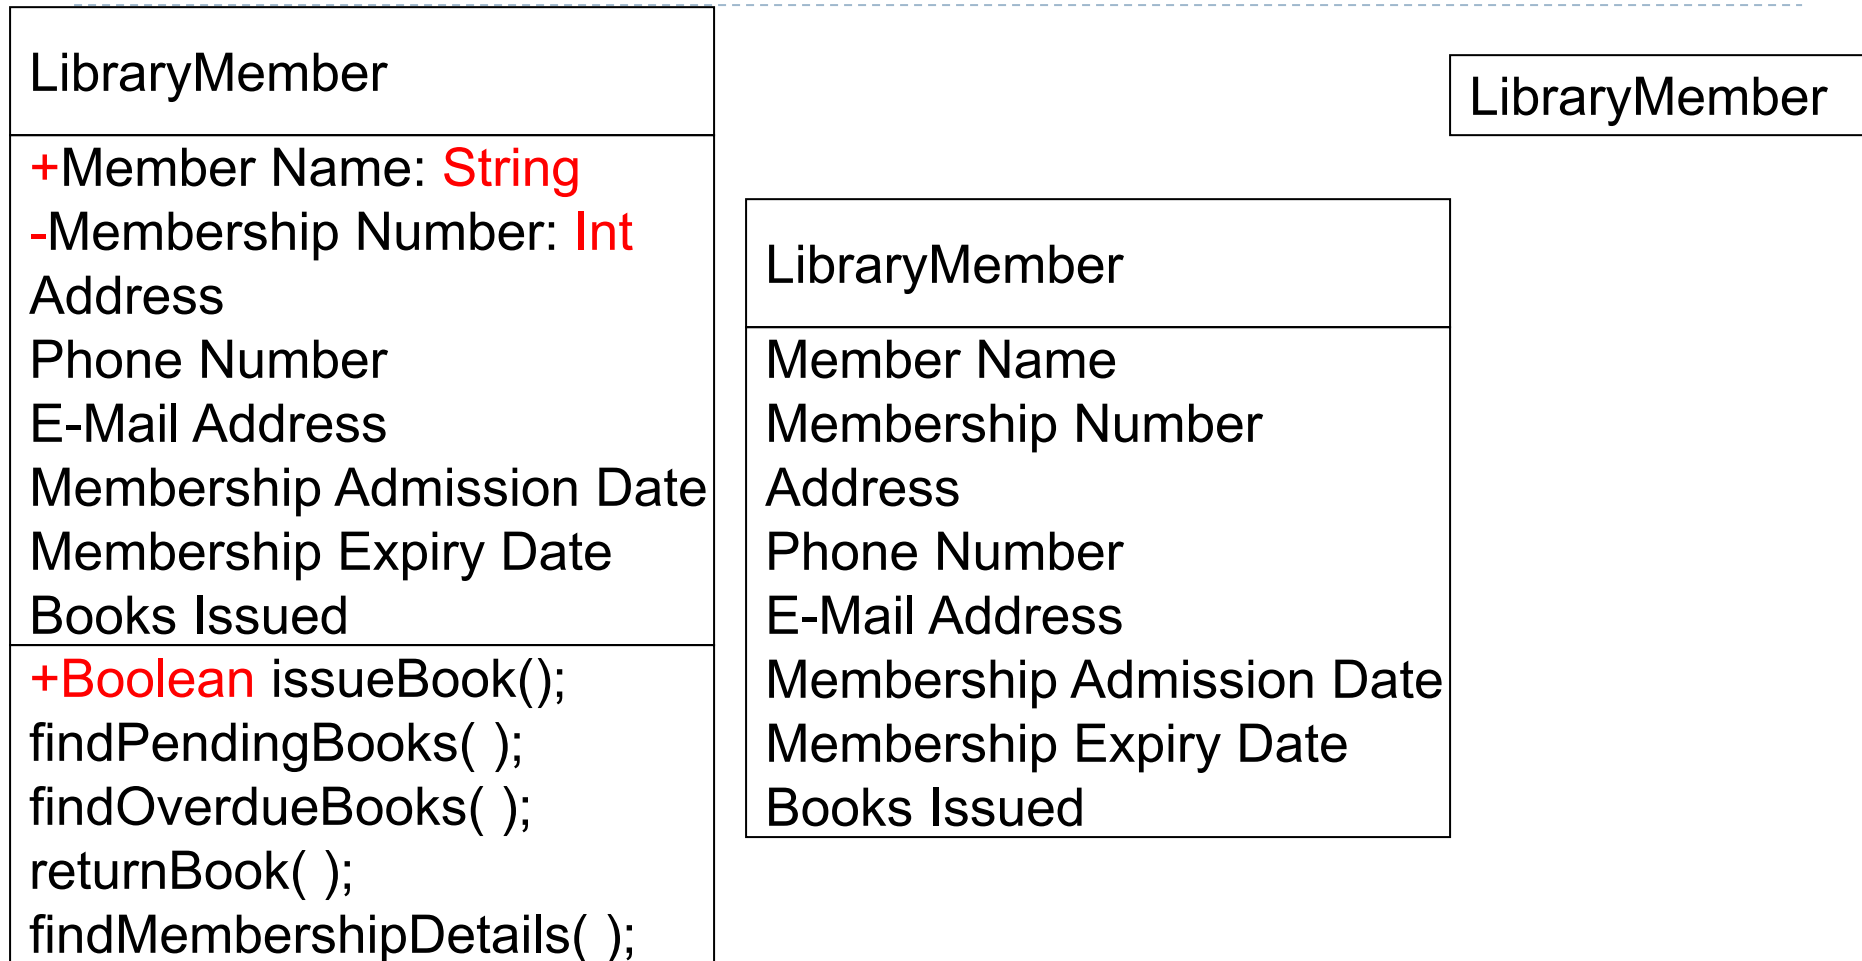 LibraryMember
+Member Name: String
-Membership Number: Int
Address
Phone Number
E-Mail Address
Membership Admission Date
Membership Expiry Date
Books Issued
+Boolean issueBook();
findPendingBooks( );
findOverdueBooks( );
returnBook( );
findMembershipDetails( );
LibraryMember
Member Name
Membership Number
Address
Phone Number
E-Mail Address
Membership Admission Date
Membership Expiry Date
Books Issued
LibraryMember